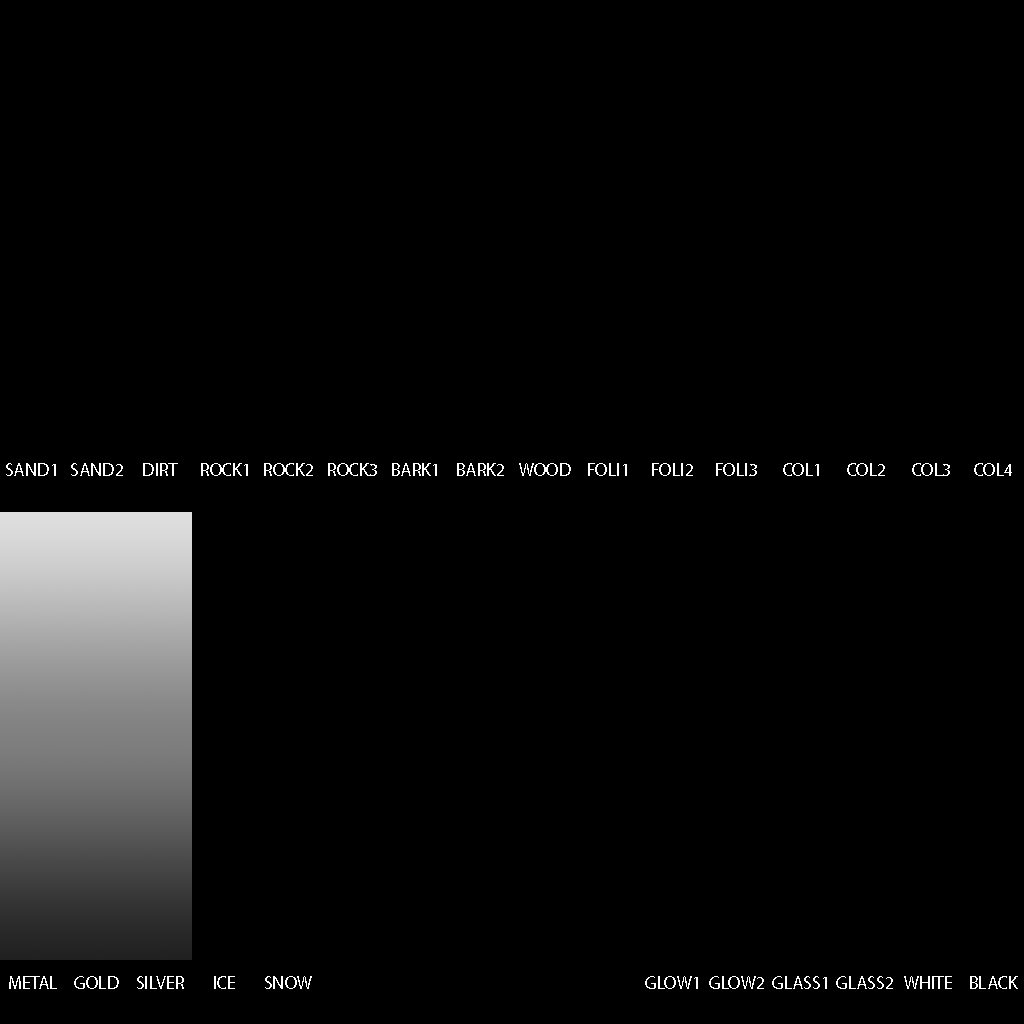 SAND1 SAND2 DIRT ROCK1 ROCK2 ROCK3 BARK1 BARK2 WOOD FOLI1 FOLI2 FOLI3 COL1 COL2 COL3 COL4
METAL GOLD SILVER ICE SNOW GLOW1 GLOW2 GLASS1 GLASS2 WHITE BLACK